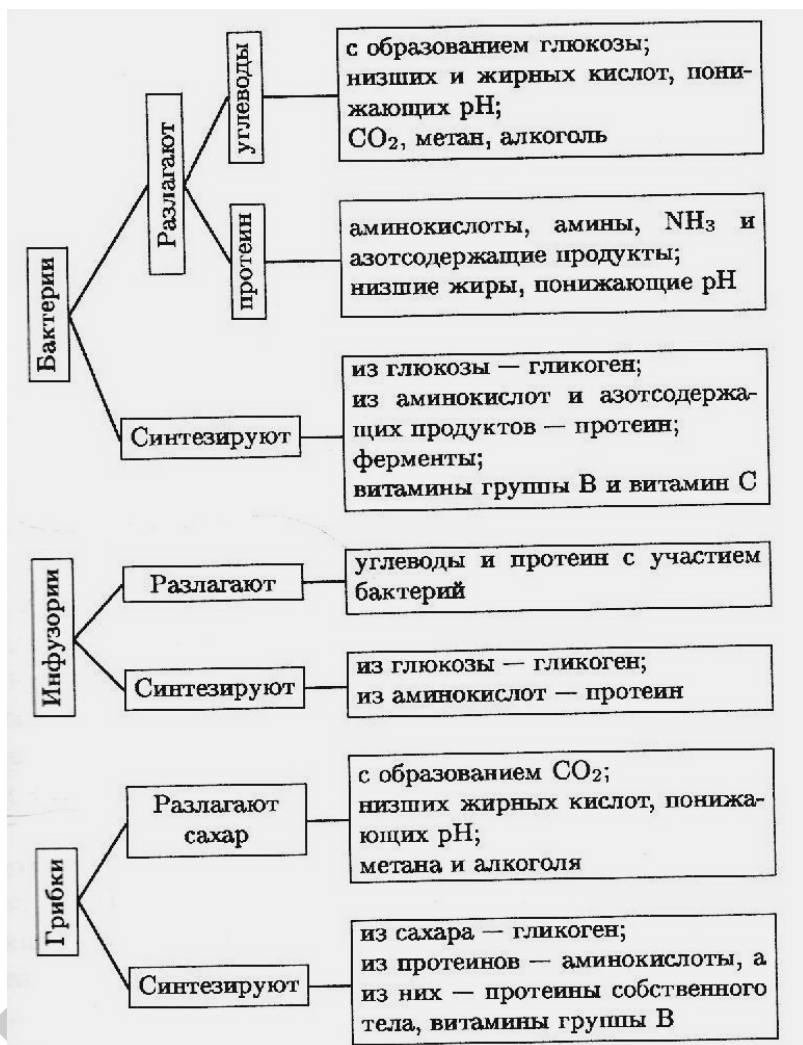 Бактерии
Разлагают
углеводы
с образованием глюкозы;
низших и жирных кислот, пони-
жающих pH;
CO₂, метан, алкоголь
протеин
аминокислоты, амины, NH₃ и
азотсодержащие продукты;
низшие жиры, понижающие pH
Синтезируют
из глюкозы — гликоген;
из аминокислот и азотсодержа-
щих продуктов — протеин;
ферменты;
витамины группы B и витамин C
Инфузории
Разлагают
углеводы и протеин с участием
бактерий
Синтезируют
из глюкозы — гликоген;
из аминокислот — протеин
Грибки
Разлагают
сахар
с образованием CO₂;
низших жирных кислот, понижа-
ющих pH;
метана и алкоголя
Синтезируют
из сахара — гликоген;
из протеинов — аминокислоты, а
из них — протеины собственного
тела, витамины группы B